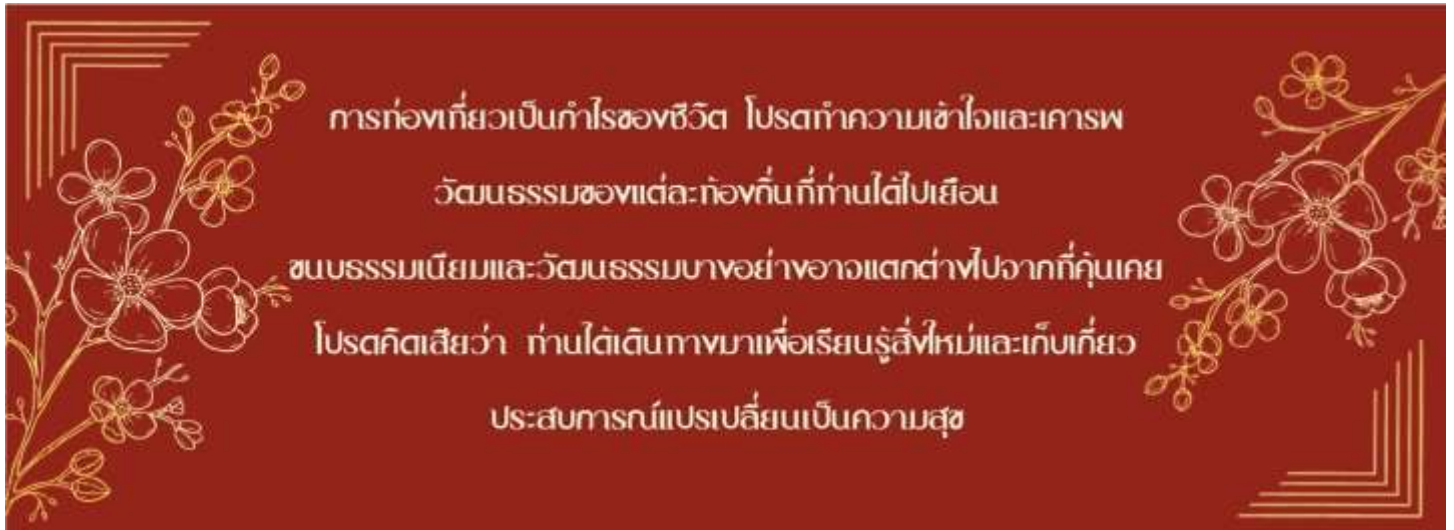 การท่องเที่ยวเป็นกำไรของชีวิต โปรดทำความเข้าใจและเคารพ
วัฒนธรรมของแต่ละท้องถิ่นที่ท่านได้ไปเยือน
ขนบธรรมเนียมและวัฒนธรรมบางอย่างอาจแตกต่างไปจากที่คุ้นเคย
โปรดคิดเสียว่า ท่านได้เดินทางมาเพื่อเรียนรู้สิ่งใหม่และเก็บเกี่ยว
ประสบการณ์แปรเปลี่ยนเป็นความสุข